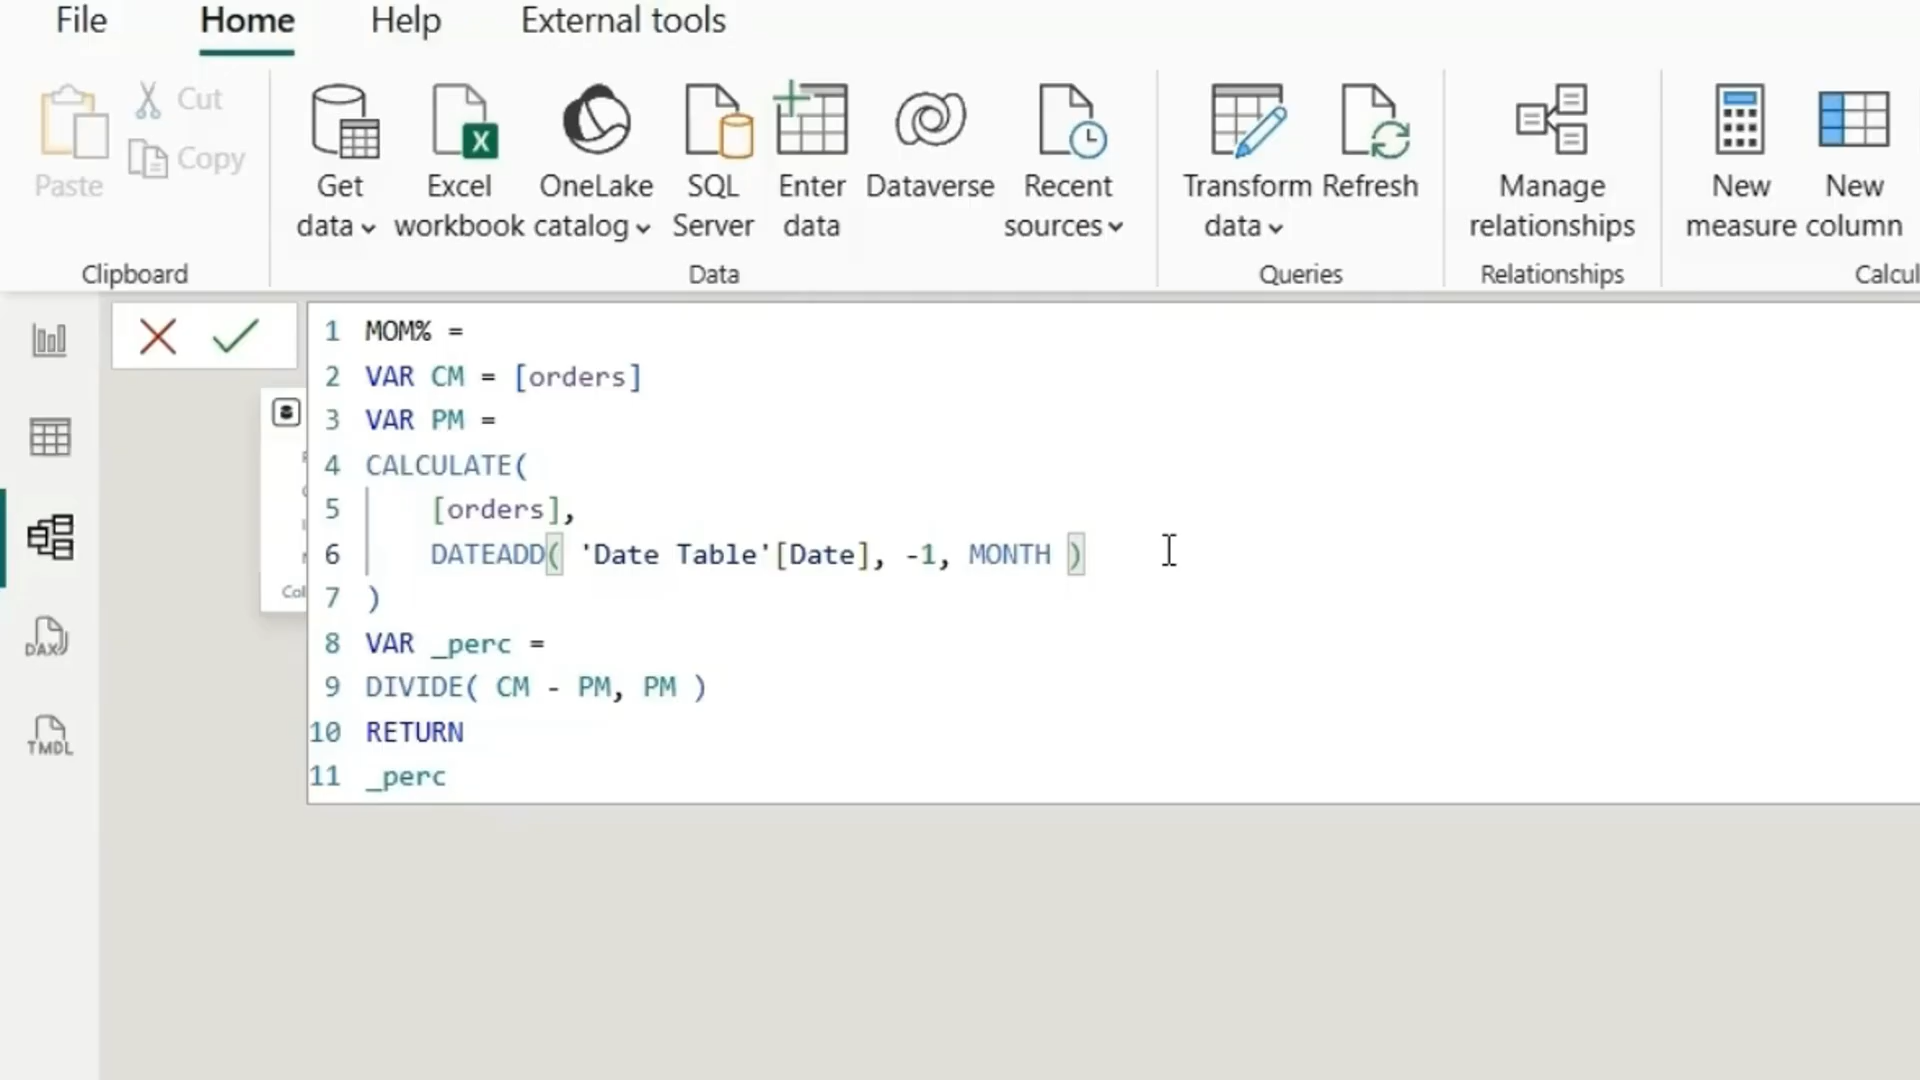 File Home Help External tools
Paste
Cut
Copy
Get data
Excel workbook
OneLake catalog
SQL Server
Enter data
Dataverse
Recent sources
Transform data
Refresh
Manage relationships
New measure
New column
Clipboard Data Queries Relationships Calcul
1 MOM% =
2 VAR CM = [orders]
3 VAR PM =
4 CALCULATE(
5 [orders],
6 DATEADD( 'Date Table'[Date], -1, MONTH )
7 )
8 VAR _perc =
9 DIVIDE( CM - PM, PM )
10 RETURN
11 _perc
Col
DAX
TMDL